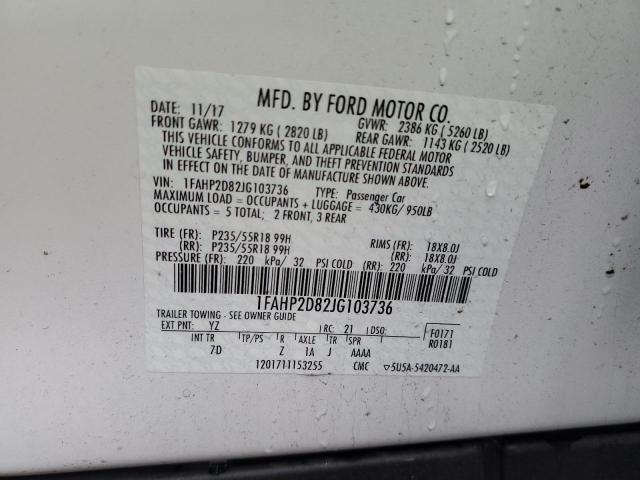 MFD. BY FORD MOTOR CO.
DATE: 11/17 GVWR: 2386 KG ( 5260 LB)
FRONT GAWR: 1279 KG ( 2820 LB) REAR GAWR: 1143 KG ( 2520 LB)
THIS VEHICLE CONFORMS TO ALL APPLICABLE FEDERAL MOTOR
VEHICLE SAFETY, BUMPER, AND THEFT PREVENTION STANDARDS
IN EFFECT ON THE DATE OF MANUFACTURE SHOWN ABOVE.
VIN: 1FAHP2D82JG103736 TYPE: Passenger Car
MAXIMUM LOAD = OCCUPANTS + LUGGAGE = 430KG/ 950LB
OCCUPANTS = 5 TOTAL; 2 FRONT, 3 REAR
TIRE (FR): P235/55R18 99H RIMS (FR): 18X8.0J
(RR): P235/55R18 99H (RR): 18X8.0J
PRESSURE (FR): 220 kPa/ 32 PSI COLD (RR): 220 kPa/ 32 PSI COLD
1FAHP2D82JG103736
TRAILER TOWING - SEE OWNER GUIDE
EXT PNT: YZ RC: 21 DSO: F0171
INT TR TP/PS R AXLE TR SPR R0181
7D Z 1A J AAAA
1201711153255 CMC ▽5U5A-5420472-AA